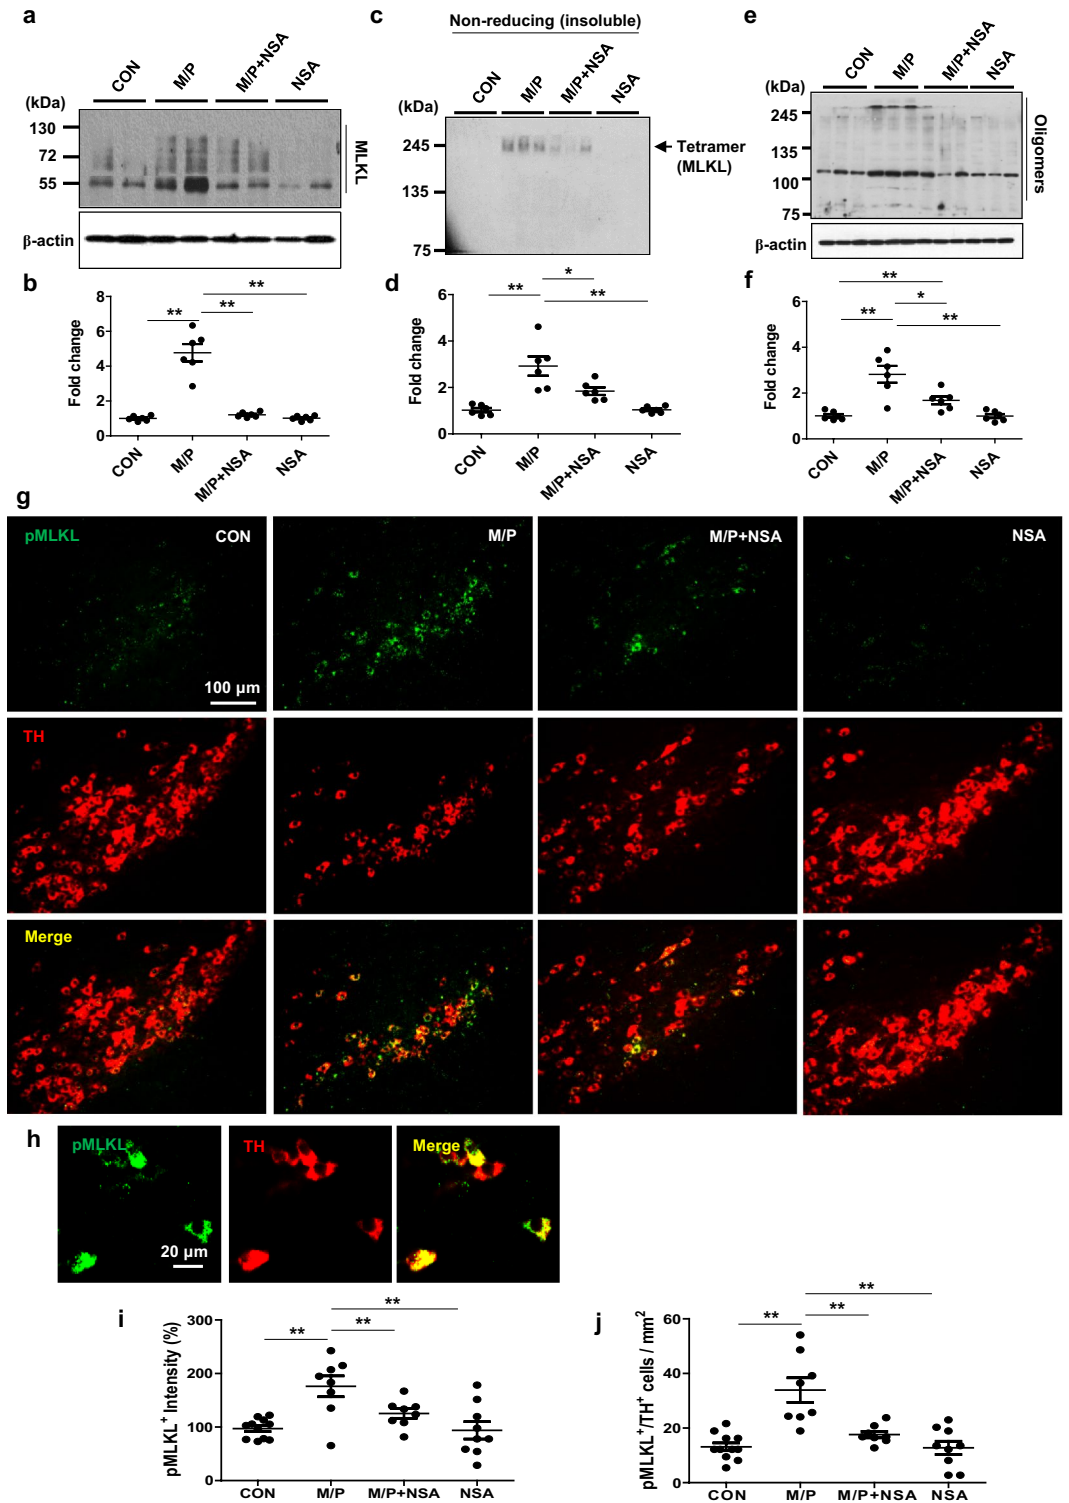 a
CON
M/P
M/P+NSA
NSA
(kDa)
130
72
55
MLKL
β-actin
c
Non-reducing (insoluble)
CON
M/P
M/P+NSA
NSA
(kDa)
245
135
75
Tetramer
(MLKL)
e
CON
M/P
M/P+NSA
NSA
(kDa)
245
135
100
75
Oligomers
β-actin
b
Fold change
8
6
4
2
0
**
**
**
CON
M/P
M/P+NSA
NSA
d
Fold change
6
4
2
0
*
**
**
CON
M/P
M/P+NSA
NSA
f
Fold change
6
4
2
0
**
*
**
**
CON
M/P
M/P+NSA
NSA
g
pMLKL
CON
M/P
M/P+NSA
NSA
100 µm
TH
Merge
h
pMLKL
TH
Merge
20 µm
i
pMLKL+ Intensity (%)
300
200
100
0
**
**
**
CON
M/P
M/P+NSA
NSA
j
pMLKL+/TH+ cells / mm2
60
40
20
0
**
**
**
CON
M/P
M/P+NSA
NSA